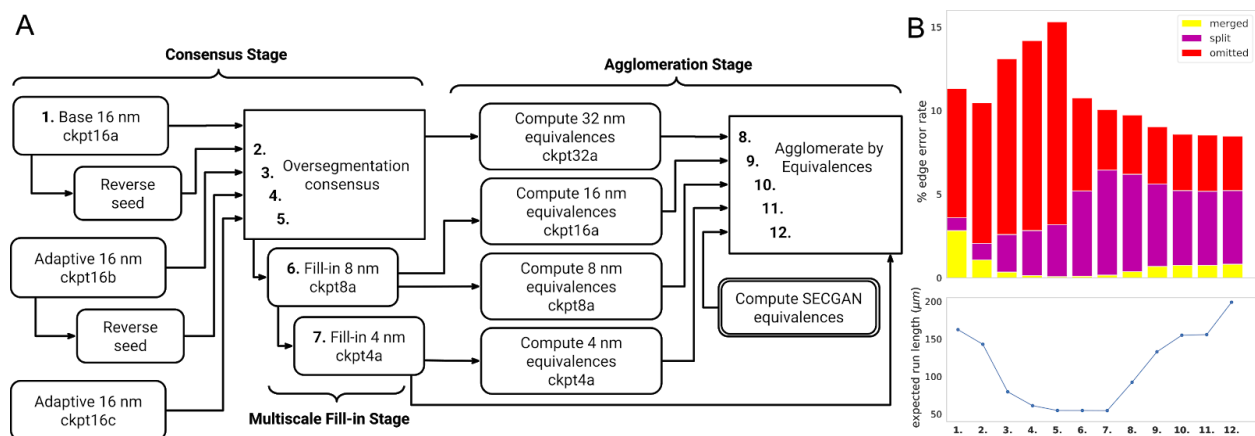 A
Consensus Stage
1. Base 16 nm
ckpt16a
Reverse
seed
Adaptive 16 nm
ckpt16b
Reverse
seed
Adaptive 16 nm
ckpt16c
2.
3.
4.
5.
Oversegmentation
consensus
6. Fill-in 8 nm
ckpt8a
7. Fill-in 4 nm
ckpt4a
Multiscale Fill-in Stage
Agglomeration Stage
Compute 32 nm
equivalences
ckpt32a
Compute 16 nm
equivalences
ckpt16a
Compute 8 nm
equivalences
ckpt8a
Compute 4 nm
equivalences
ckpt4a
8.
9.
10.
11.
12.
Agglomerate by
Equivalences
Compute SECGAN
equivalences
B
% edge error rate
15
10
5
0
merged
split
omitted
expected run length (μm)
200
150
100
50
1. 2. 3. 4. 5. 6. 7. 8. 9. 10. 11. 12.